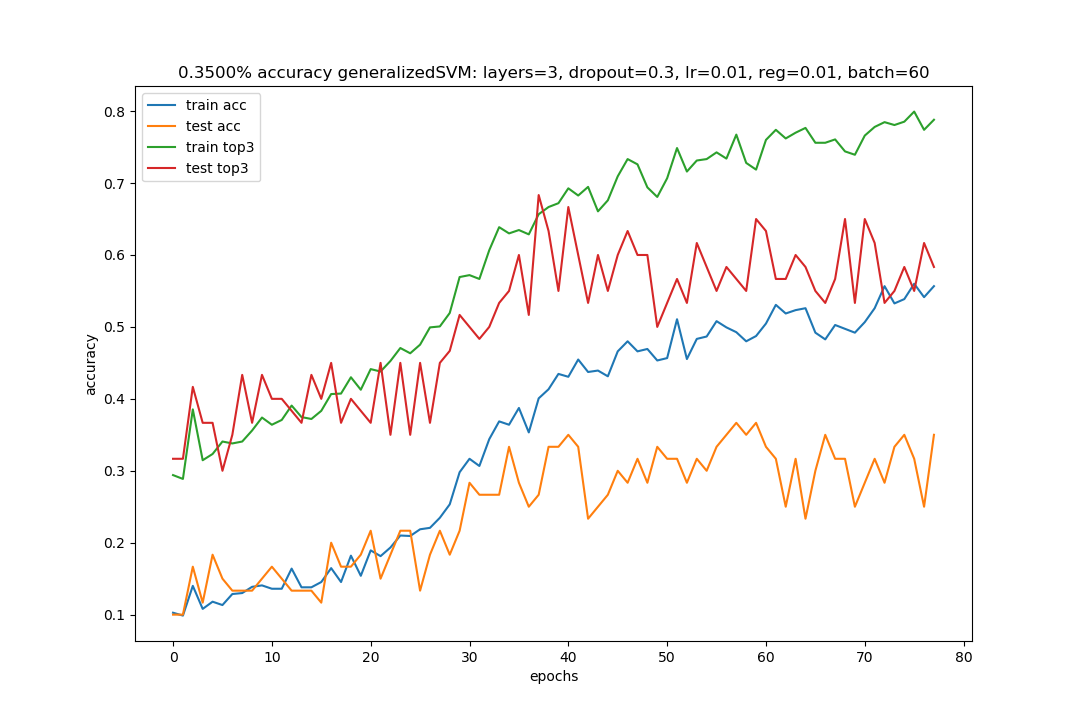 0.3500% accuracy generalizedSVM: layers=3, dropout=0.3, lr=0.01, reg=0.01, batch=60
train acc
test acc
train top3
test top3
0.8
0.7
0.6
0.5
0.4
0.3
0.2
0.1
accuracy
0 10 20 30 40 50 60 70 80
epochs